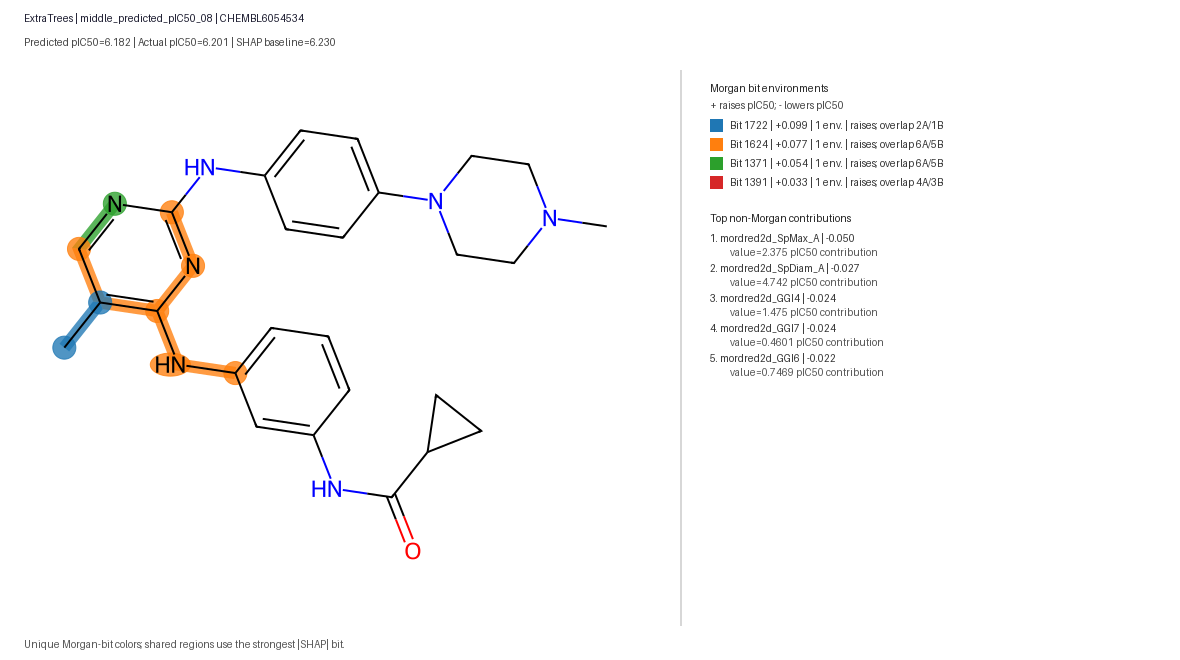 ExtraTrees | middle_predicted_pIC50_08 | CHEMBL6054534
Predicted pIC50=6.182 | Actual pIC50=6.201 | SHAP baseline=6.230
Morgan bit environments
+ raises pIC50; - lowers pIC50
Bit 1722 | +0.099 | 1 env. | raises; overlap 2A/1B
Bit 1624 | +0.077 | 1 env. | raises; overlap 6A/5B
Bit 1371 | +0.054 | 1 env. | raises; overlap 6A/5B
Bit 1391 | +0.033 | 1 env. | raises; overlap 4A/3B
Top non-Morgan contributions
1. mordred2d_SpMax_A | -0.050
value=2.375 pIC50 contribution
2. mordred2d_SpDiam_A | -0.027
value=4.742 pIC50 contribution
3. mordred2d_GGI4 | -0.024
value=1.475 pIC50 contribution
4. mordred2d_GGI7 | -0.024
value=0.4601 pIC50 contribution
5. mordred2d_GGI6 | -0.022
value=0.7469 pIC50 contribution
HN
N
N
N
N
HN
HN
O
Unique Morgan-bit colors; shared regions use the strongest |SHAP| bit.